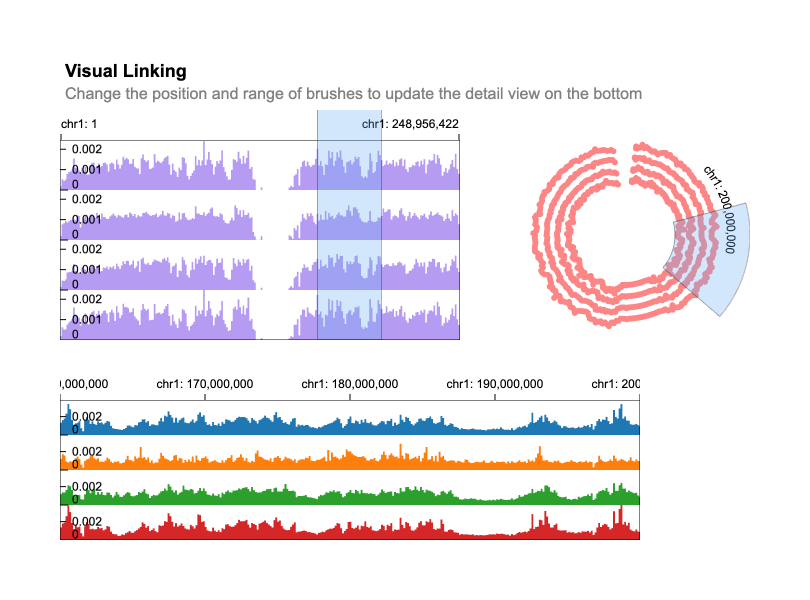 Visual Linking
Change the position and range of brushes to update the detail view on the bottom
chr1: 1
chr1: 248,956,422
0.002
0.001
0
0.002
0.001
0
0.002
0.001
0
0.002
0.001
0
chr1: 200,000,000
0,000,000
chr1: 170,000,000
chr1: 180,000,000
chr1: 190,000,000
chr1: 200
0.002
0
0.002
0
0.002
0
0.002
0